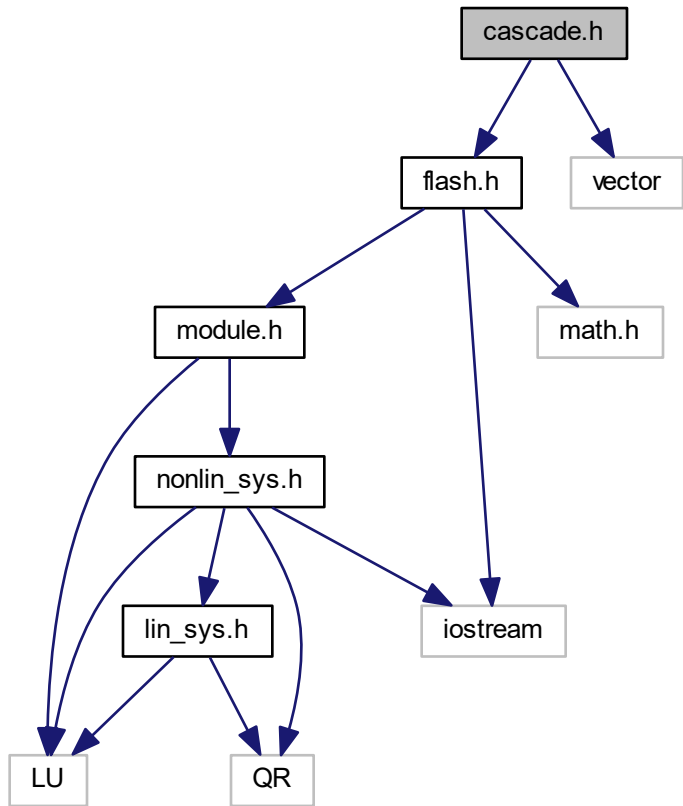 cascade.h
flash.h
vector
module.h
math.h
nonlin_sys.h
lin_sys.h
iostream
LU
QR